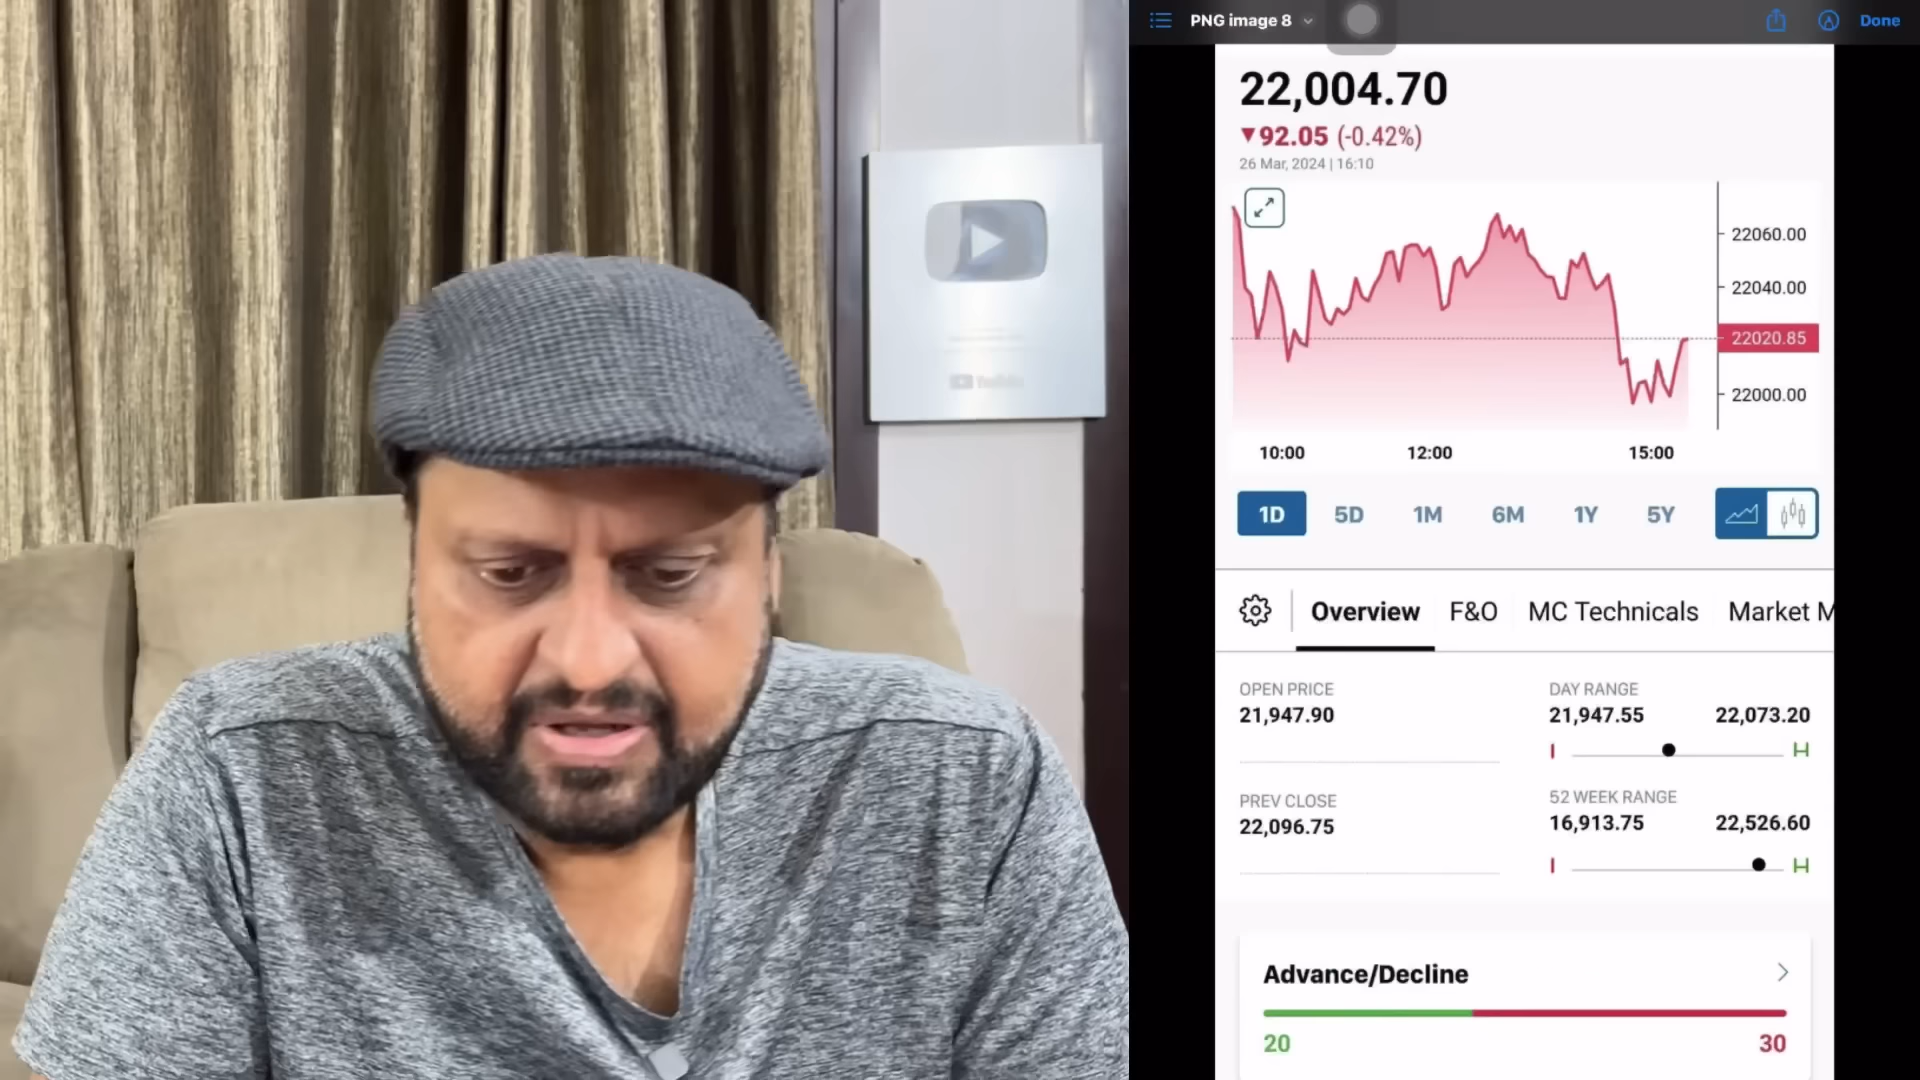 PNG image 8
Done
22,004.70
▼92.05 (-0.42%)
26 Mar, 2024 | 16:10
22060.00
22040.00
22020.85
22000.00
10:00 12:00 15:00
1D 5D 1M 6M 1Y 5Y
Overview F&O MC Technicals Market M
OPEN PRICE
21,947.90
DAY RANGE
21,947.55 22,073.20
PREV CLOSE
22,096.75
52 WEEK RANGE
16,913.75 22,526.60
Advance/Decline
20 30